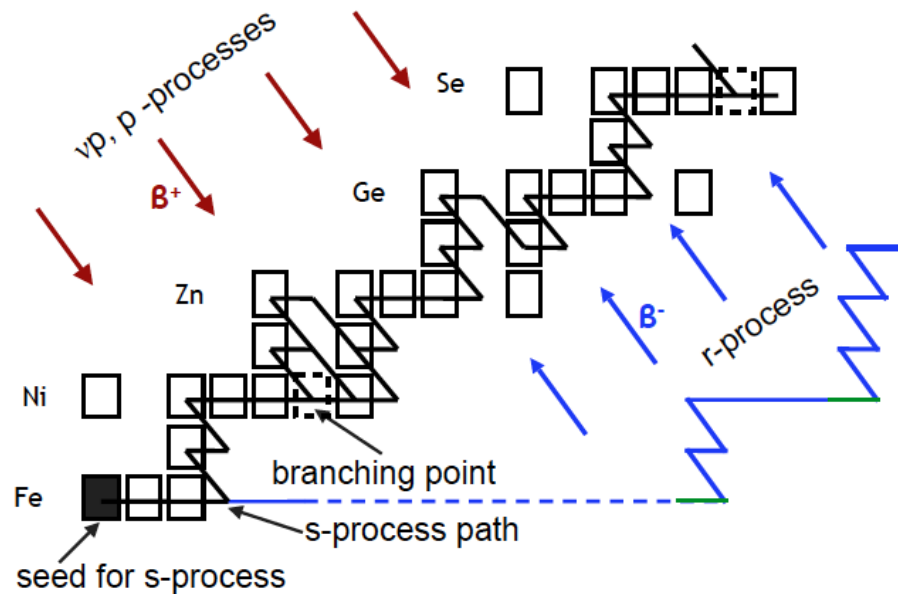 νp, p -processes
β+
Se
Ge
Zn
β-
r-process
Ni
branching point
Fe
s-process path
seed for s-process